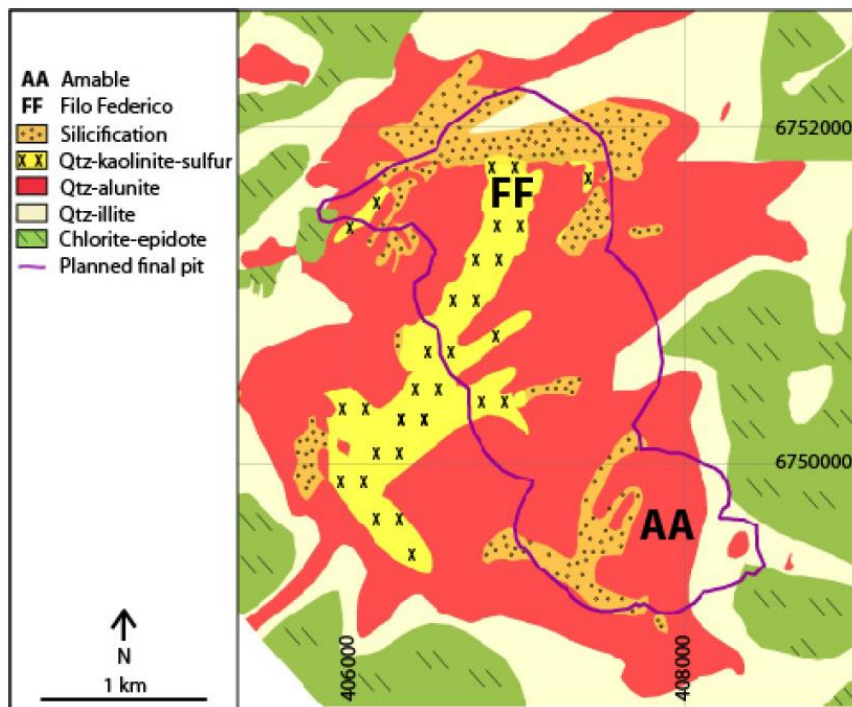 AA Amable
FF Filo Federico
Silicification
Qtz-kaolinite-sulfur
Qtz-alunite
Qtz-illite
Chlorite-epidote
Planned final pit
N
1 km
6752000
FF
6750000
AA
406000
408000